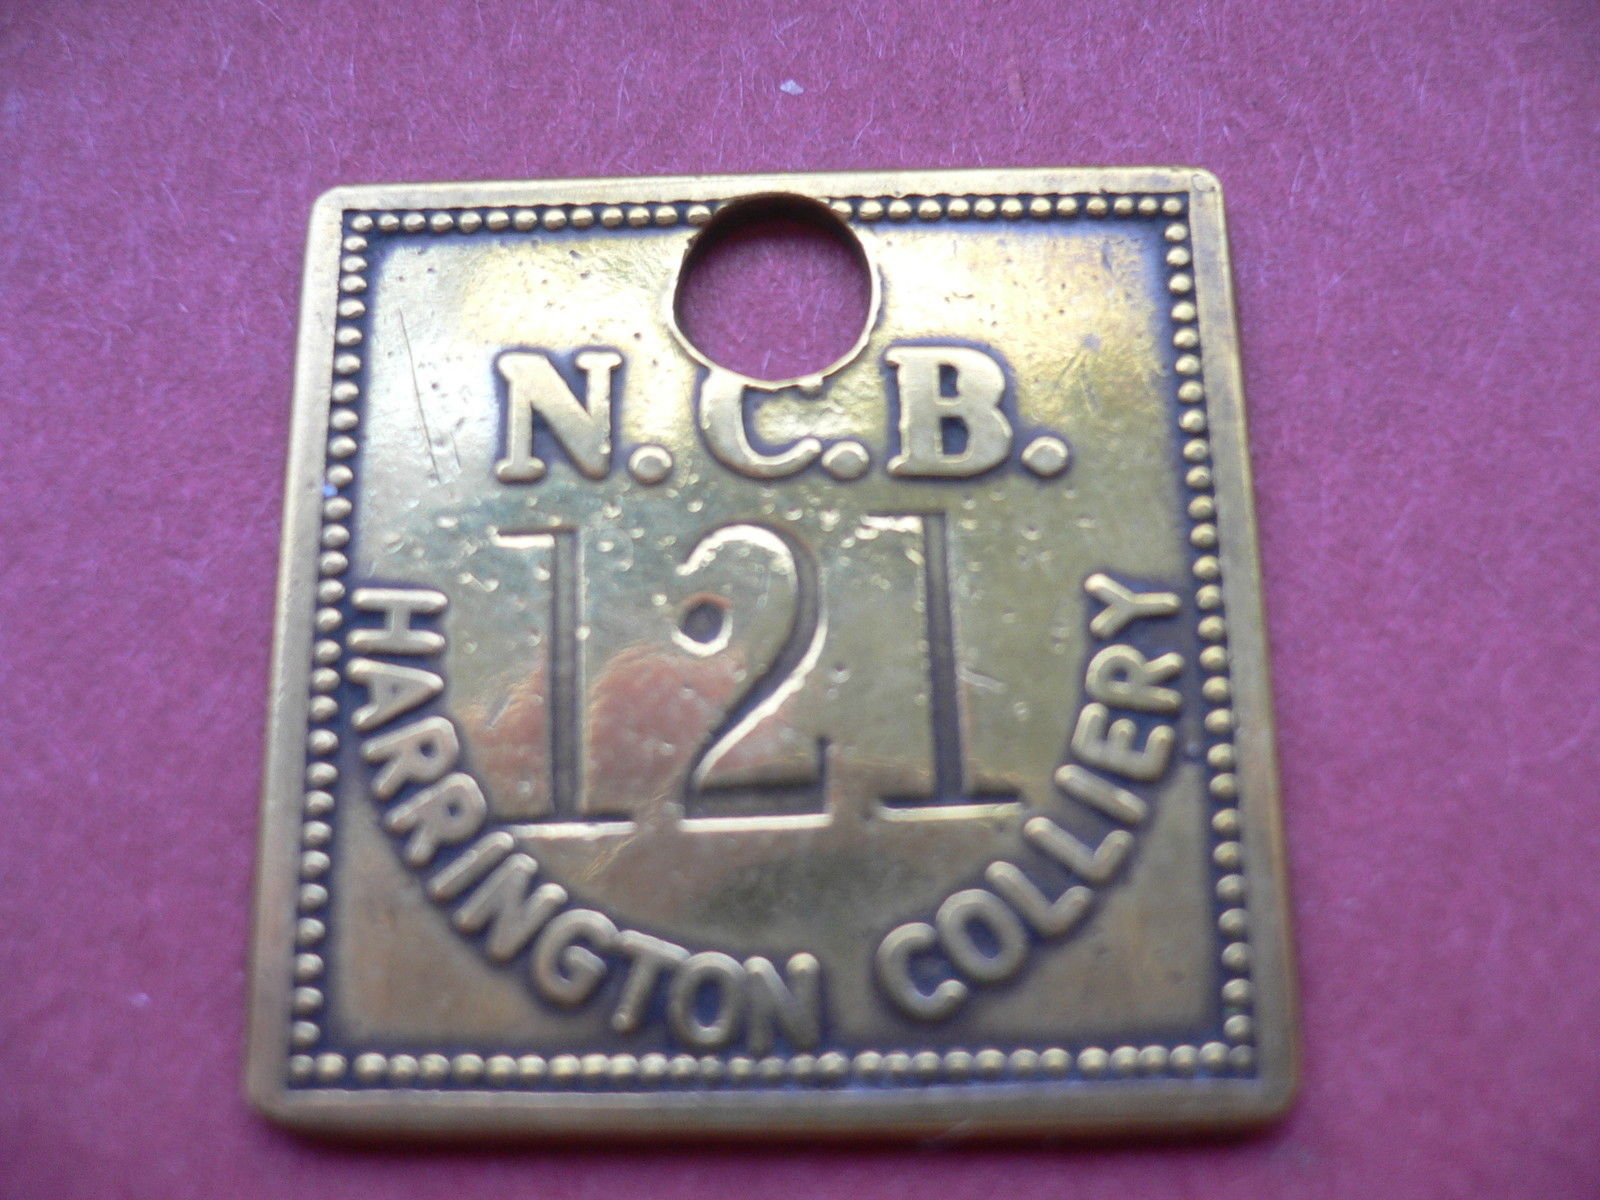 N.C.B.
121
HARRINGTON COLLIERY